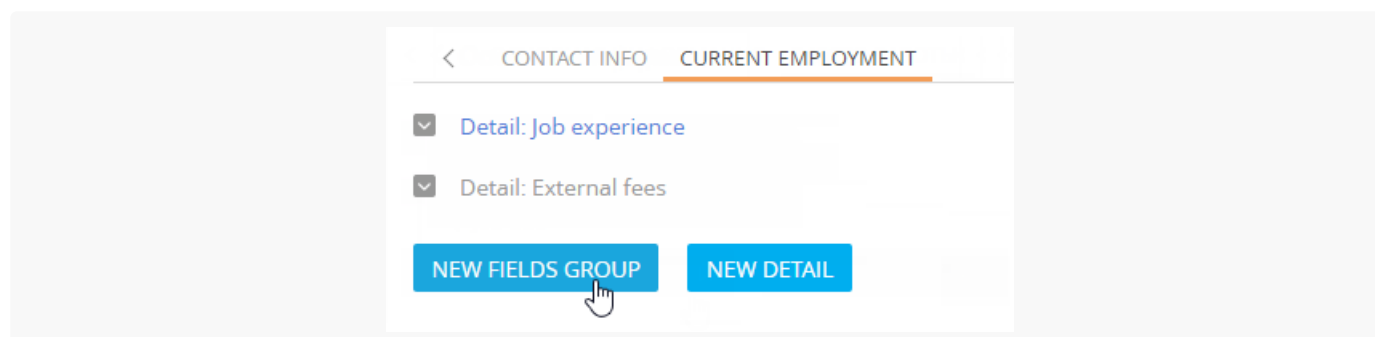 CONTACT INFO CURRENT EMPLOYMENT
Detail: Job experience
Detail: External fees
NEW FIELDS GROUP NEW DETAIL